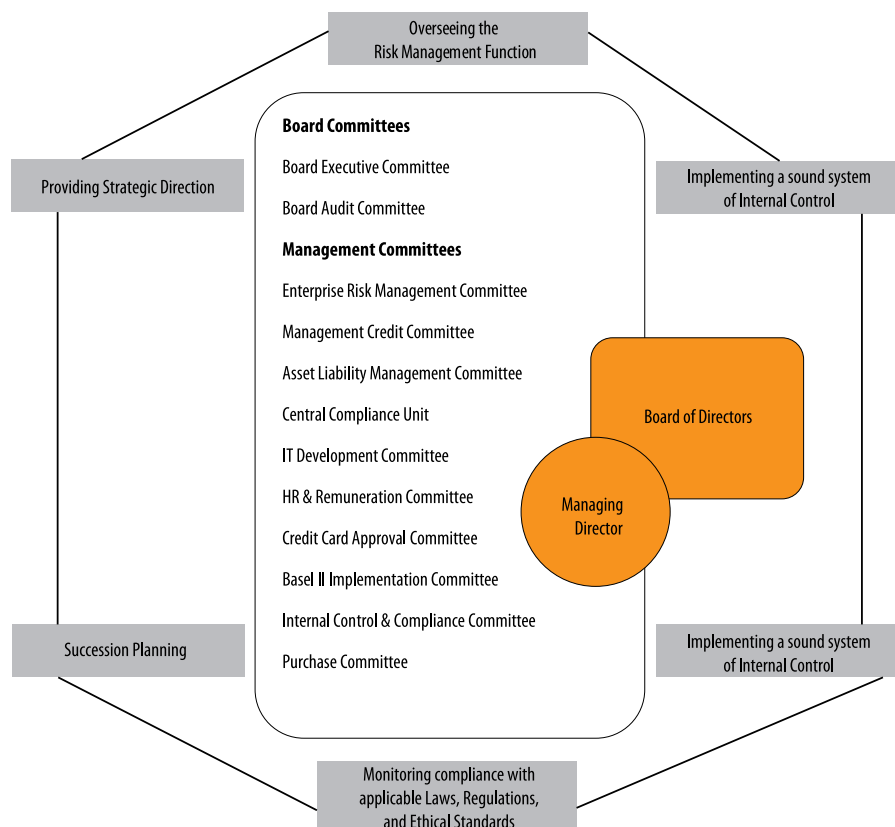 Overseeing the
Risk Management Function
Providing Strategic Direction
Implementing a sound system
of Internal Control
Board Committees
Board Executive Committee
Board Audit Committee
Management Committees
Enterprise Risk Management Committee
Management Credit Committee
Asset Liability Management Committee
Central Compliance Unit
IT Development Committee
HR & Remuneration Committee
Credit Card Approval Committee
Basel II Implementation Committee
Internal Control & Compliance Committee
Purchase Committee
Board of Directors
Managing
Director
Succession Planning
Implementing a sound system
of Internal Control
Monitoring compliance with
applicable Laws, Regulations,
and Ethical Standards